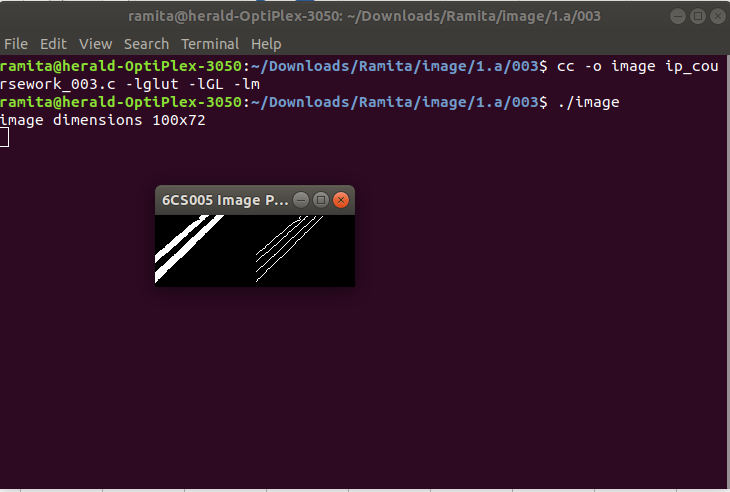 ramita@herald-OptiPlex-3050: ~/Downloads/Ramita/image/1.a/003
File Edit View Search Terminal Help
ramita@herald-OptiPlex-3050:~/Downloads/Ramita/image/1.a/003$ cc -o image ip_cou
rsework_003.c -lglut -lGL -lm
ramita@herald-OptiPlex-3050:~/Downloads/Ramita/image/1.a/003$ ./image
image dimensions 100x72
6CS005 Image P...